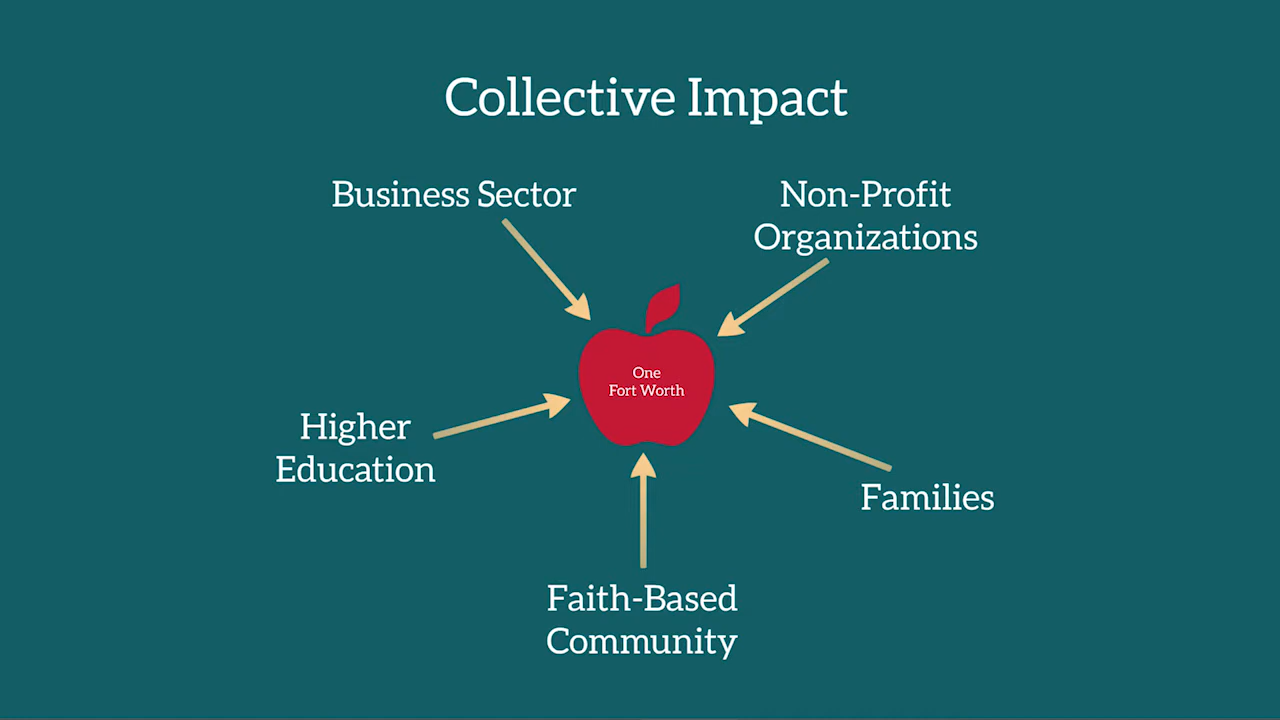 Collective Impact
Business Sector
Non-Profit
Organizations
One
Fort Worth
Higher
Education
Families
Faith-Based
Community